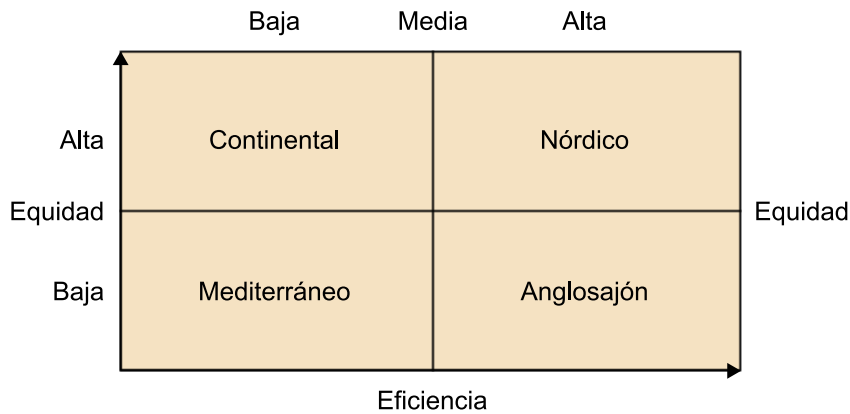 Baja Media Alta
Alta Continental Nórdico
Equidad Equidad
Baja Mediterráneo Anglosajón
Eficiencia